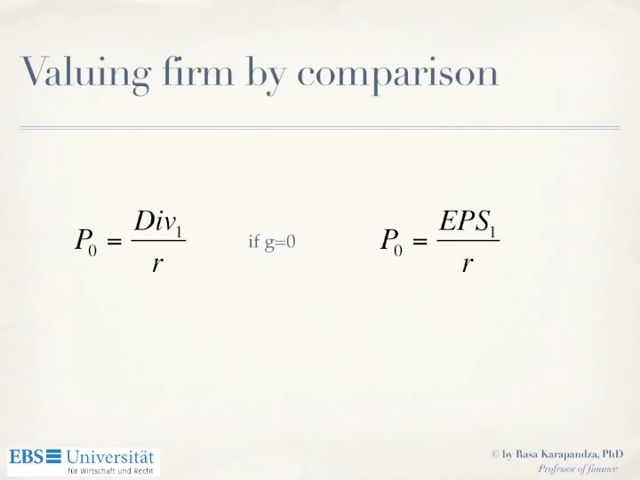 Valuing firm by comparison
P₀ = Div₁ / r if g=0 P₀ = EPS₁ / r
EBS Universität
für Wirtschaft und Recht
© by Rasa Karapandza, PhD
Professor of finance